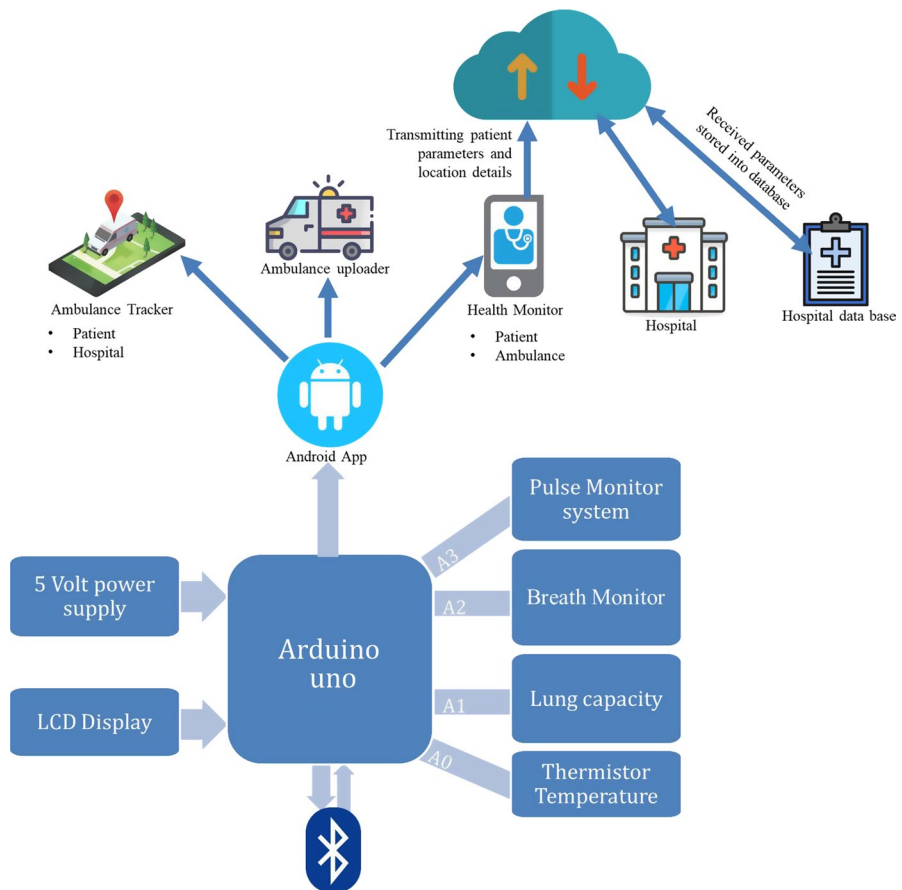 Transmitting patient
parameters and
location details
Received parameters
stored into database
Ambulance Tracker
• Patient
• Hospital
Ambulance uploader
Health Monitor
• Patient
• Ambulance
Hospital
Hospital data base
Android App
5 Volt power
supply
LCD Display
Arduino
uno
A3
A2
A1
A0
Pulse Monitor
system
Breath Monitor
Lung capacity
Thermistor
Temperature